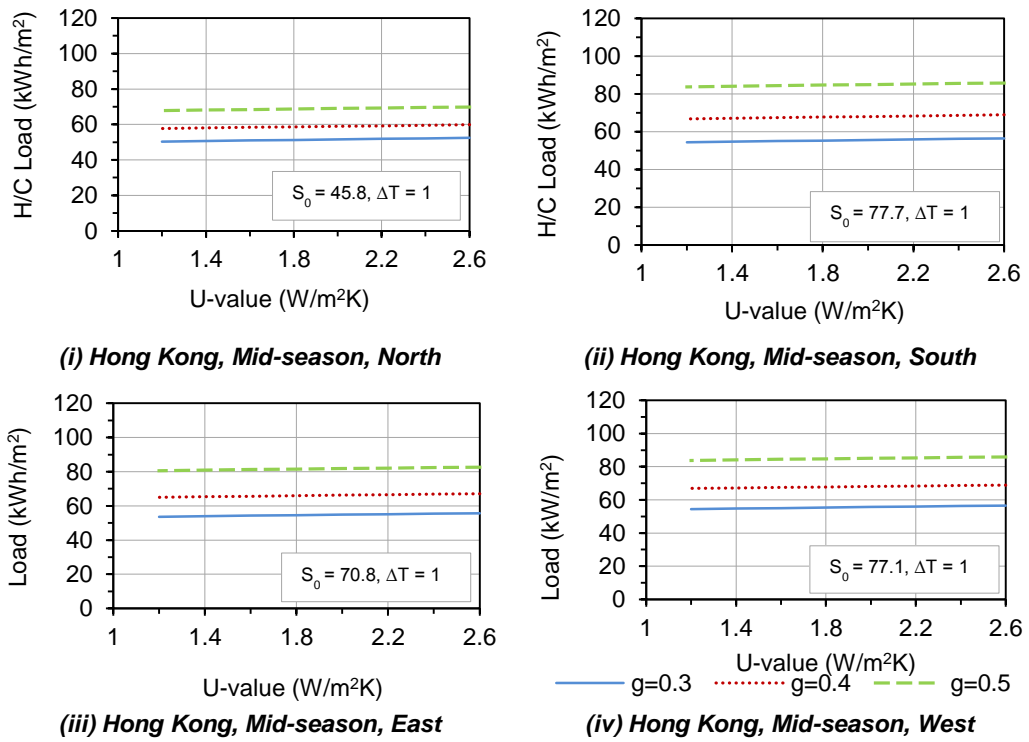 H/C Load (kWh/m²)
120
100
80
60
40
20
0
S₀ = 45.8, ΔT = 1
1 1.4 1.8 2.2 2.6
U-value (W/m²K)
(i) Hong Kong, Mid-season, North
H/C Load (kWh/m²)
120
100
80
60
40
20
0
S₀ = 77.7, ΔT = 1
1 1.4 1.8 2.2 2.6
U-value (W/m²K)
(ii) Hong Kong, Mid-season, South
Load (kWh/m²)
120
100
80
60
40
20
0
S₀ = 70.8, ΔT = 1
1 1.4 1.8 2.2 2.6
U-value (W/m²K)
(iii) Hong Kong, Mid-season, East
Load (kW/m²)
120
100
80
60
40
20
0
S₀ = 77.1, ΔT = 1
1 1.4 1.8 2.2 2.6
U-value (W/m²K)
g=0.3 g=0.4 g=0.5
(iv) Hong Kong, Mid-season, West